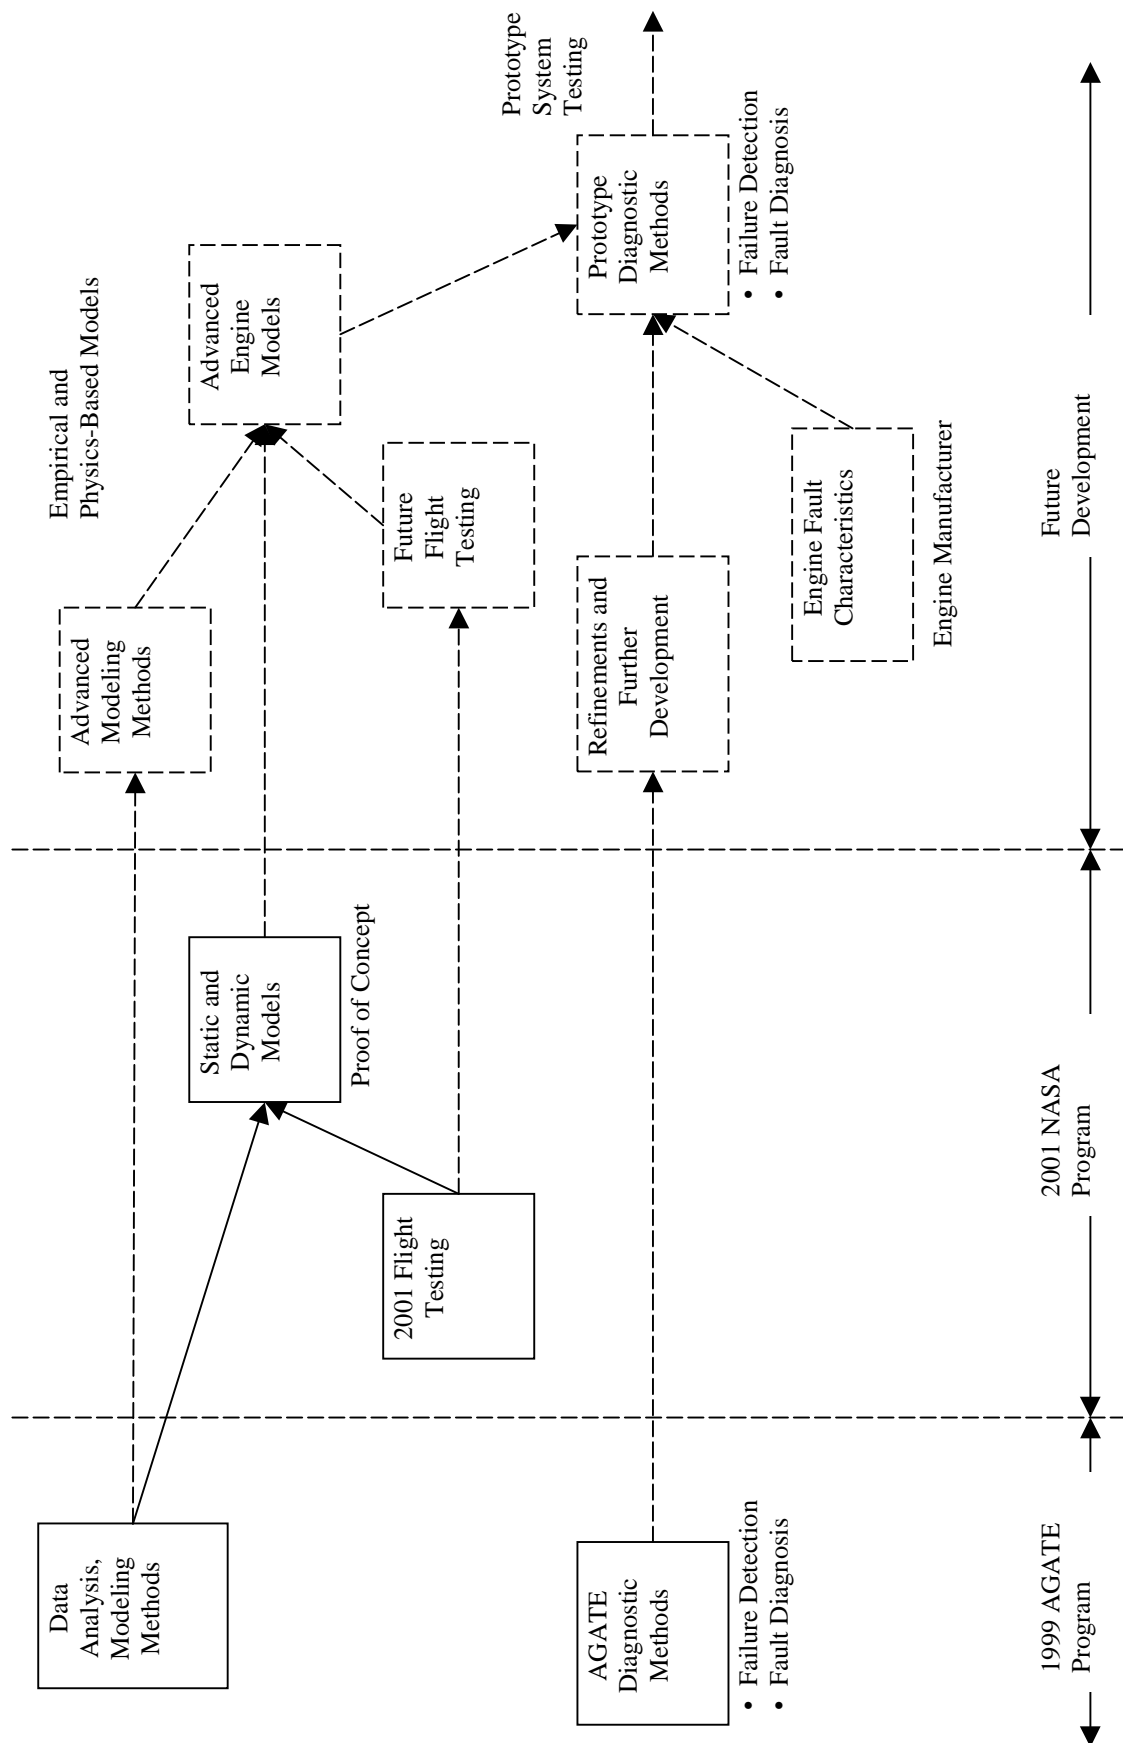 Data
Analysis,
Modeling
Methods
AGATE
Diagnostic
Methods
• Failure Detection
• Fault Diagnosis
1999 AGATE
Program
Static and
Dynamic
Models
Proof of Concept
2001 Flight
Testing
2001 NASA
Program
Empirical and
Physics-Based Models
Advanced
Modeling
Methods
Advanced
Engine
Models
Future
Flight
Testing
Prototype
System
Testing
Refinements and
Further
Development
Prototype
Diagnostic
Methods
• Failure Detection
• Fault Diagnosis
Engine Fault
Characteristics
Engine Manufacturer
Future
Development